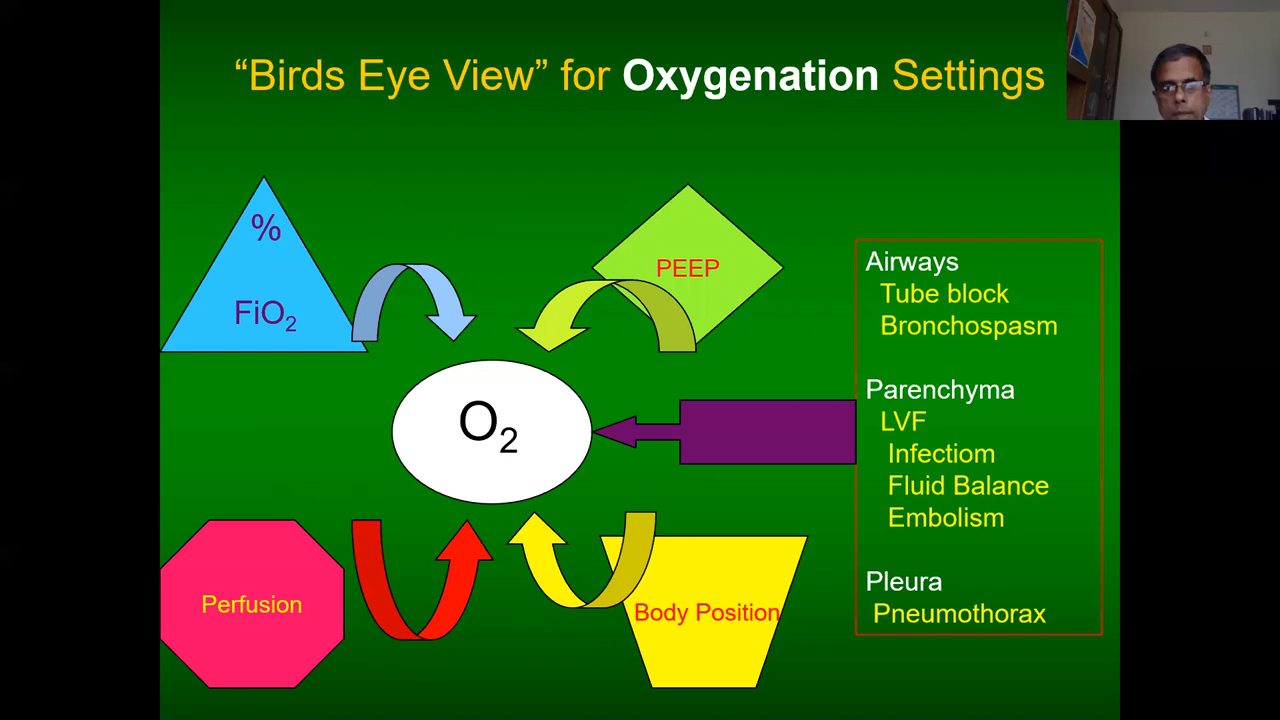 “Birds Eye View” for Oxygenation Settings
%
FiO₂
PEEP
O₂
Perfusion
Body Position
Airways
Tube block
Bronchospasm
Parenchyma
LVF
Infectiom
Fluid Balance
Embolism
Pleura
Pneumothorax